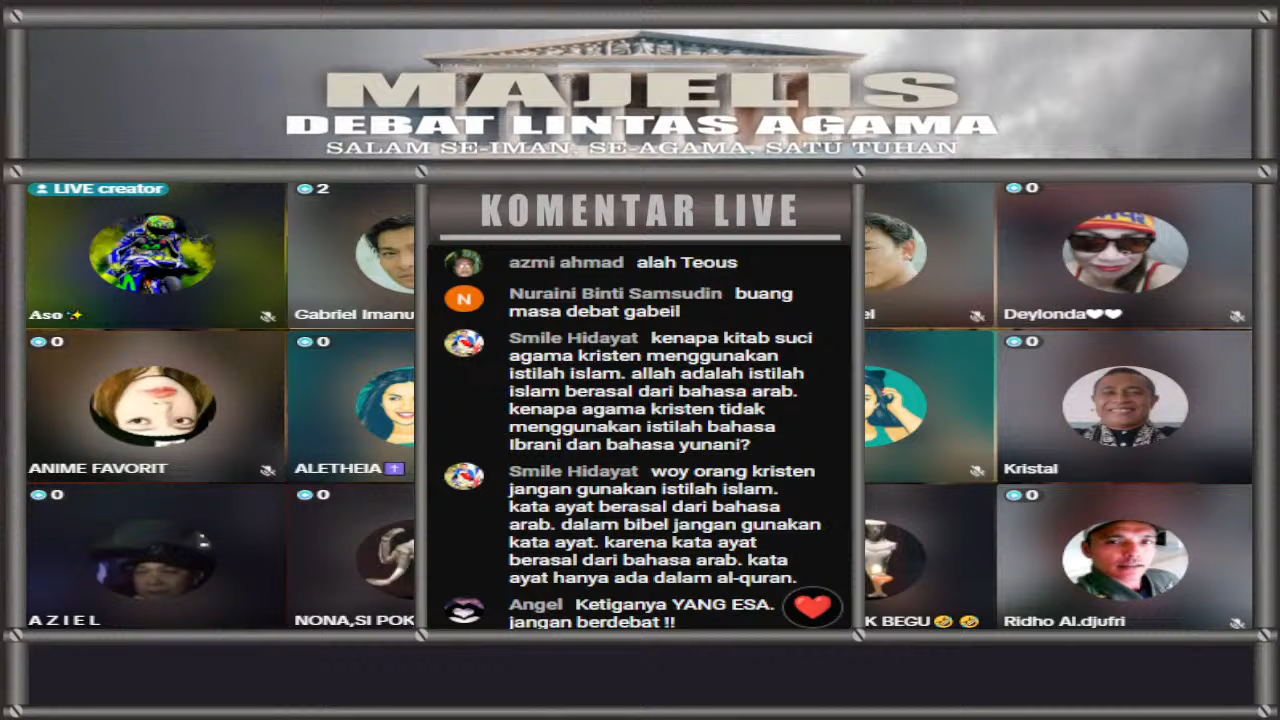 MAJELIS
DEBAT LINTAS AGAMA
SALAM SE-IMAN, SE-AGAMA, SATU TUHAN
LIVE creator
2
0
KOMENTAR LIVE
Aso
Gabriel Imanu
el
Deylonda
azmi ahmad alah Teous
N
Nuraini Binti Samsudin buang
masa debat gabeil
Smile Hidayat kenapa kitab suci
agama kristen menggunakan
istilah islam. allah adalah istilah
islam berasal dari bahasa arab.
kenapa agama kristen tidak
menggunakan istilah bahasa
Ibrani dan bahasa yunani?
Smile Hidayat woy orang kristen
jangan gunakan istilah islam.
kata ayat berasal dari bahasa
arab. dalam bibel jangan gunakan
kata ayat. karena kata ayat
berasal dari bahasa arab. kata
ayat hanya ada dalam al-quran.
Angel Ketiganya YANG ESA.
jangan berdebat !!
0
0
0
ANIME FAVORIT
ALETHEIA
Kristal
0
0
0
A Z I E L
NONA,SI POK
K BEGU
Ridho Al.djufri